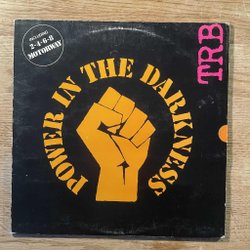 INCLUDING
2-4-6-8
MOTORWAY
TRB
POWER IN THE DARKNESS